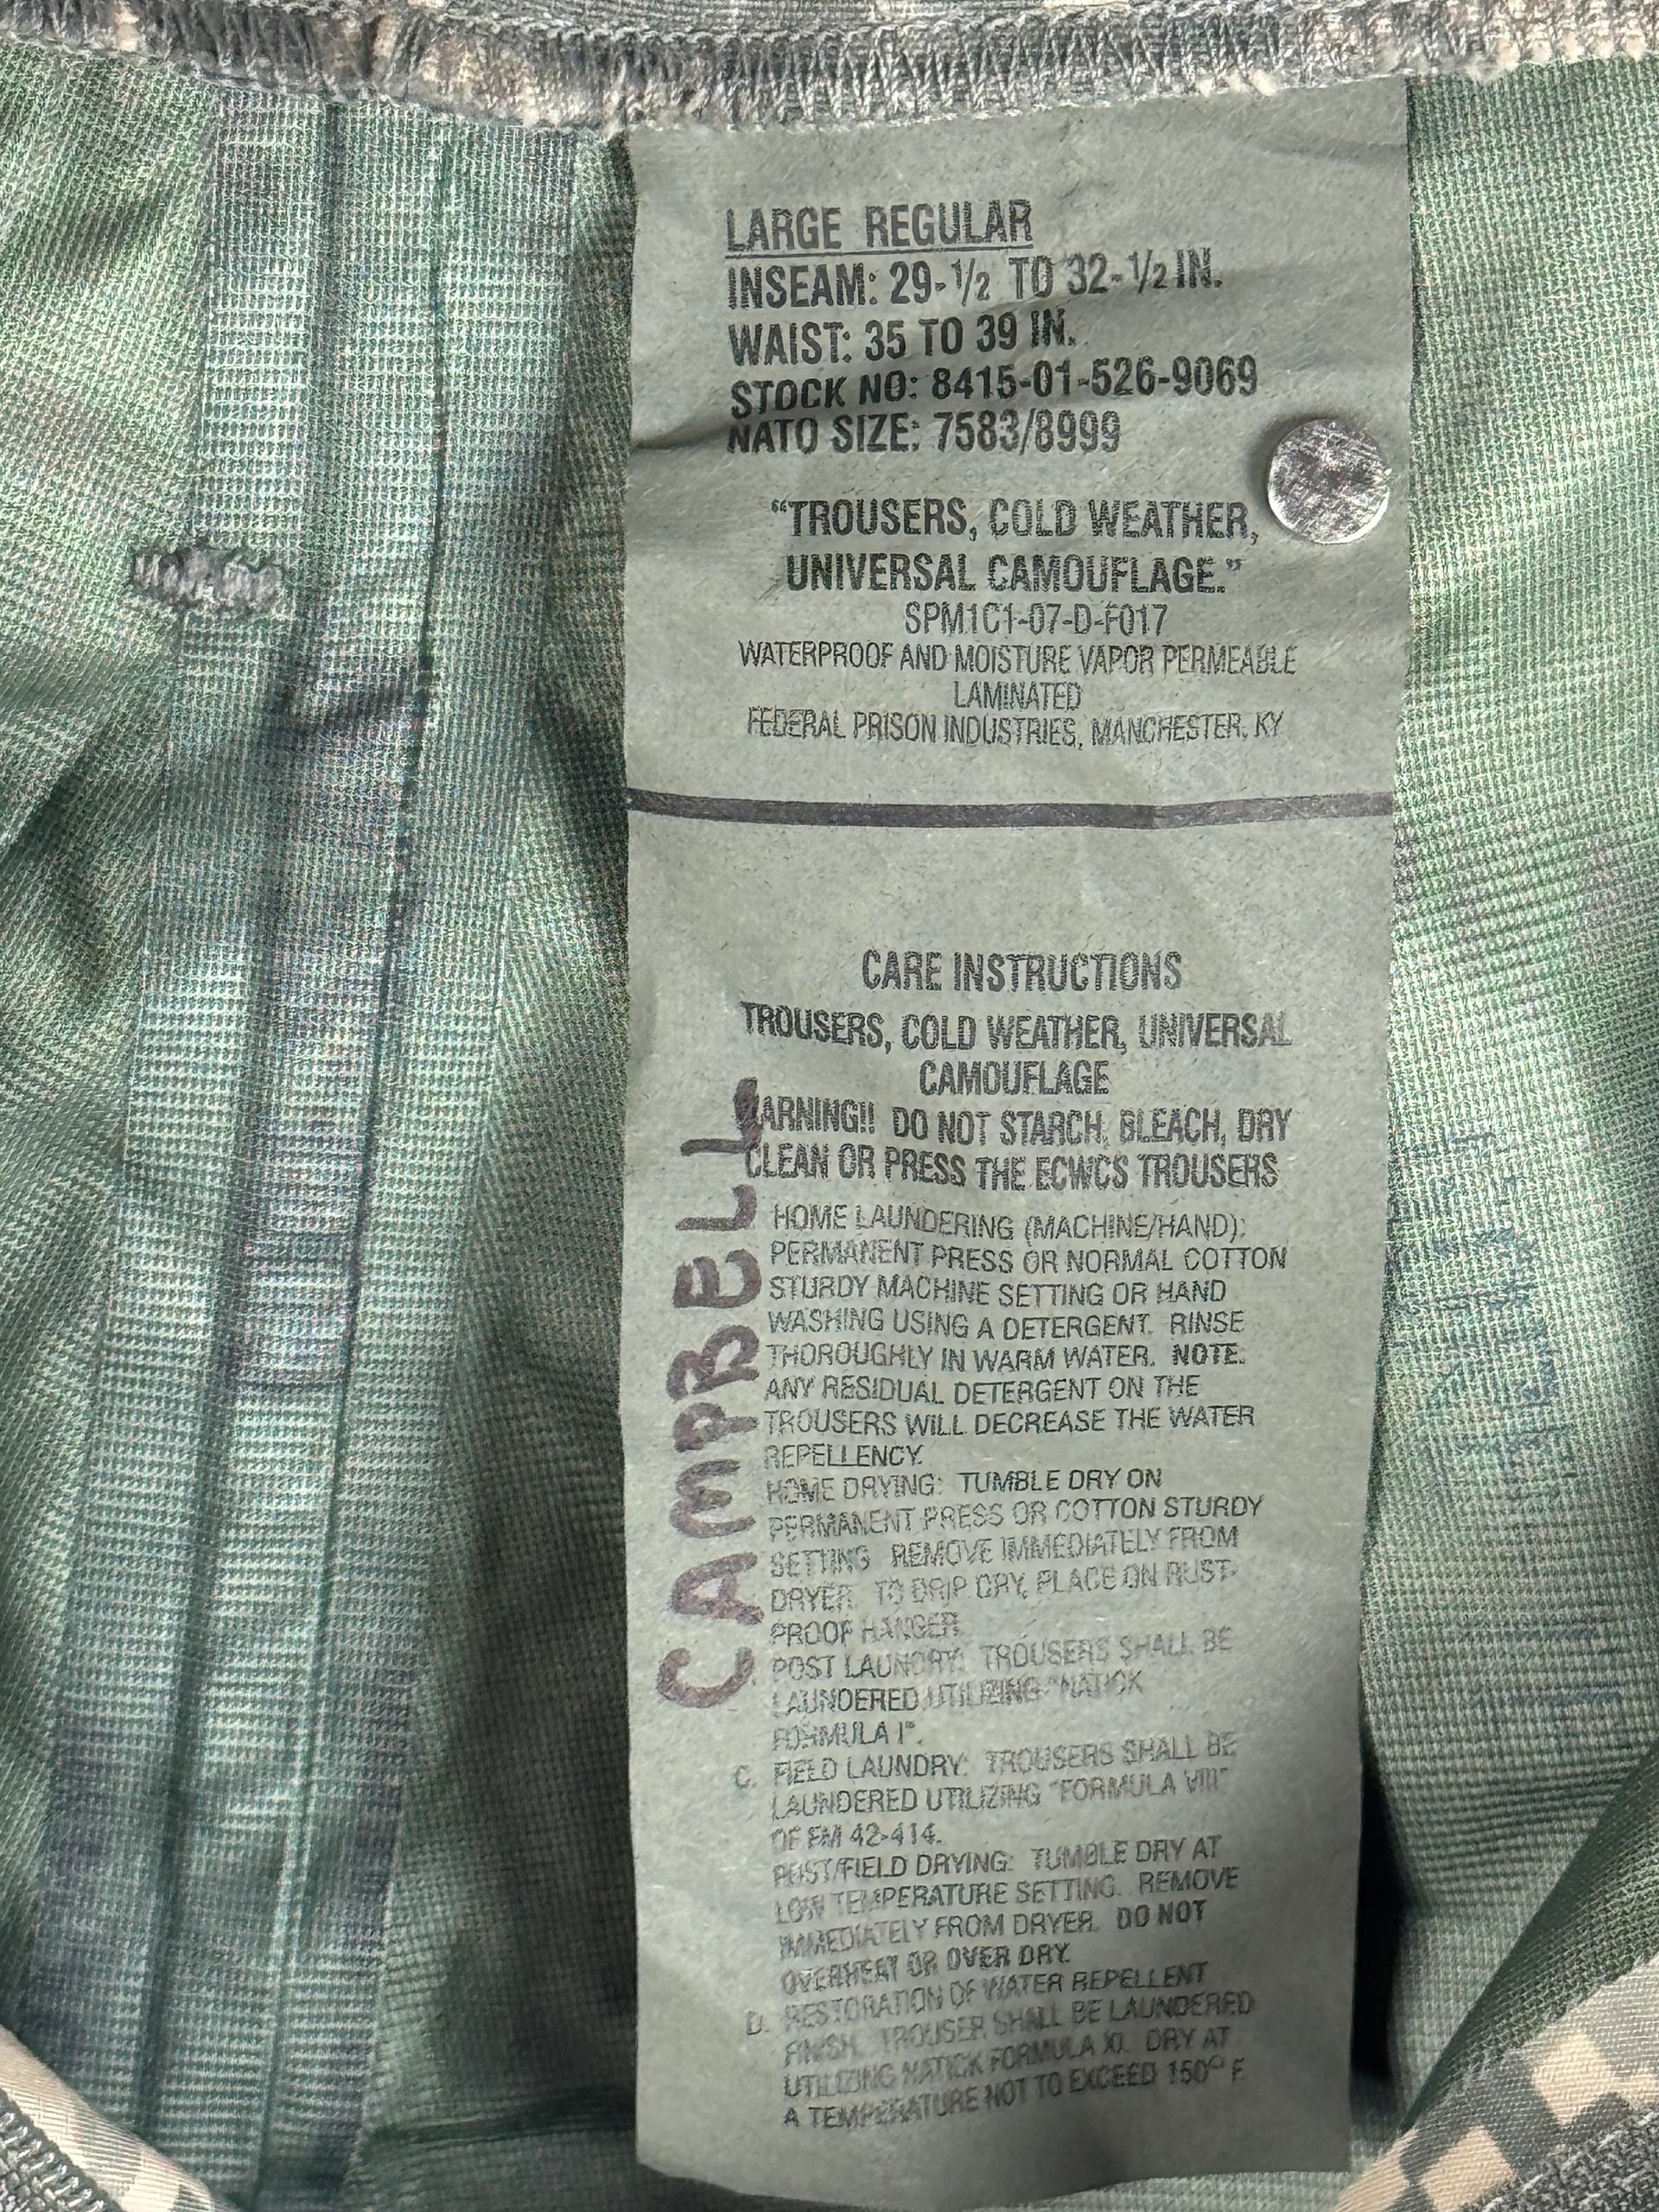 LARGE REGULAR
INSEAM: 29-1/2 TO 32-1/2 IN.
WAIST: 35 TO 39 IN.
STOCK NO: 8415-01-526-9069
NATO SIZE: 7583/8999
“TROUSERS, COLD WEATHER,
UNIVERSAL CAMOUFLAGE.”
SPM1C1-07-D-F017
WATERPROOF AND MOISTURE VAPOR PERMEABLE
LAMINATED
FEDERAL PRISON INDUSTRIES, MANCHESTER, KY
CARE INSTRUCTIONS
TROUSERS, COLD WEATHER, UNIVERSAL
CAMOUFLAGE
WARNING!! DO NOT STARCH, BLEACH, DRY
CLEAN OR PRESS THE ECWCS TROUSERS
HOME LAUNDERING (MACHINE/HAND):
PERMANENT PRESS OR NORMAL COTTON
STURDY MACHINE SETTING OR HAND
WASHING USING A DETERGENT. RINSE
THOROUGHLY IN WARM WATER. NOTE:
ANY RESIDUAL DETERGENT ON THE
TROUSERS WILL DECREASE THE WATER
REPELLENCY.
HOME DRYING: TUMBLE DRY ON
PERMANENT PRESS OR COTTON STURDY
SETTING. REMOVE IMMEDIATELY FROM
DRYER. TO DRIP DRY, PLACE ON RUST-
PROOF HANGER.
POST LAUNDRY: TROUSERS SHALL BE
LAUNDERED UTILIZING "NATICK
FORMULA I".
C. FIELD LAUNDRY: TROUSERS SHALL BE
LAUNDERED UTILIZING "FORMULA VIII"
OF FM 42-414.
POST/FIELD DRYING: TUMBLE DRY AT
LOW TEMPERATURE SETTING. REMOVE
IMMEDIATELY FROM DRYER. DO NOT
OVERHEAT OR OVER DRY.
D. RESTORATION OF WATER REPELLENT
FINISH. TROUSER SHALL BE LAUNDERED
UTILIZING NATICK FORMULA XI. DRY AT
A TEMPERATURE NOT TO EXCEED 150° F.
CAMPBELL